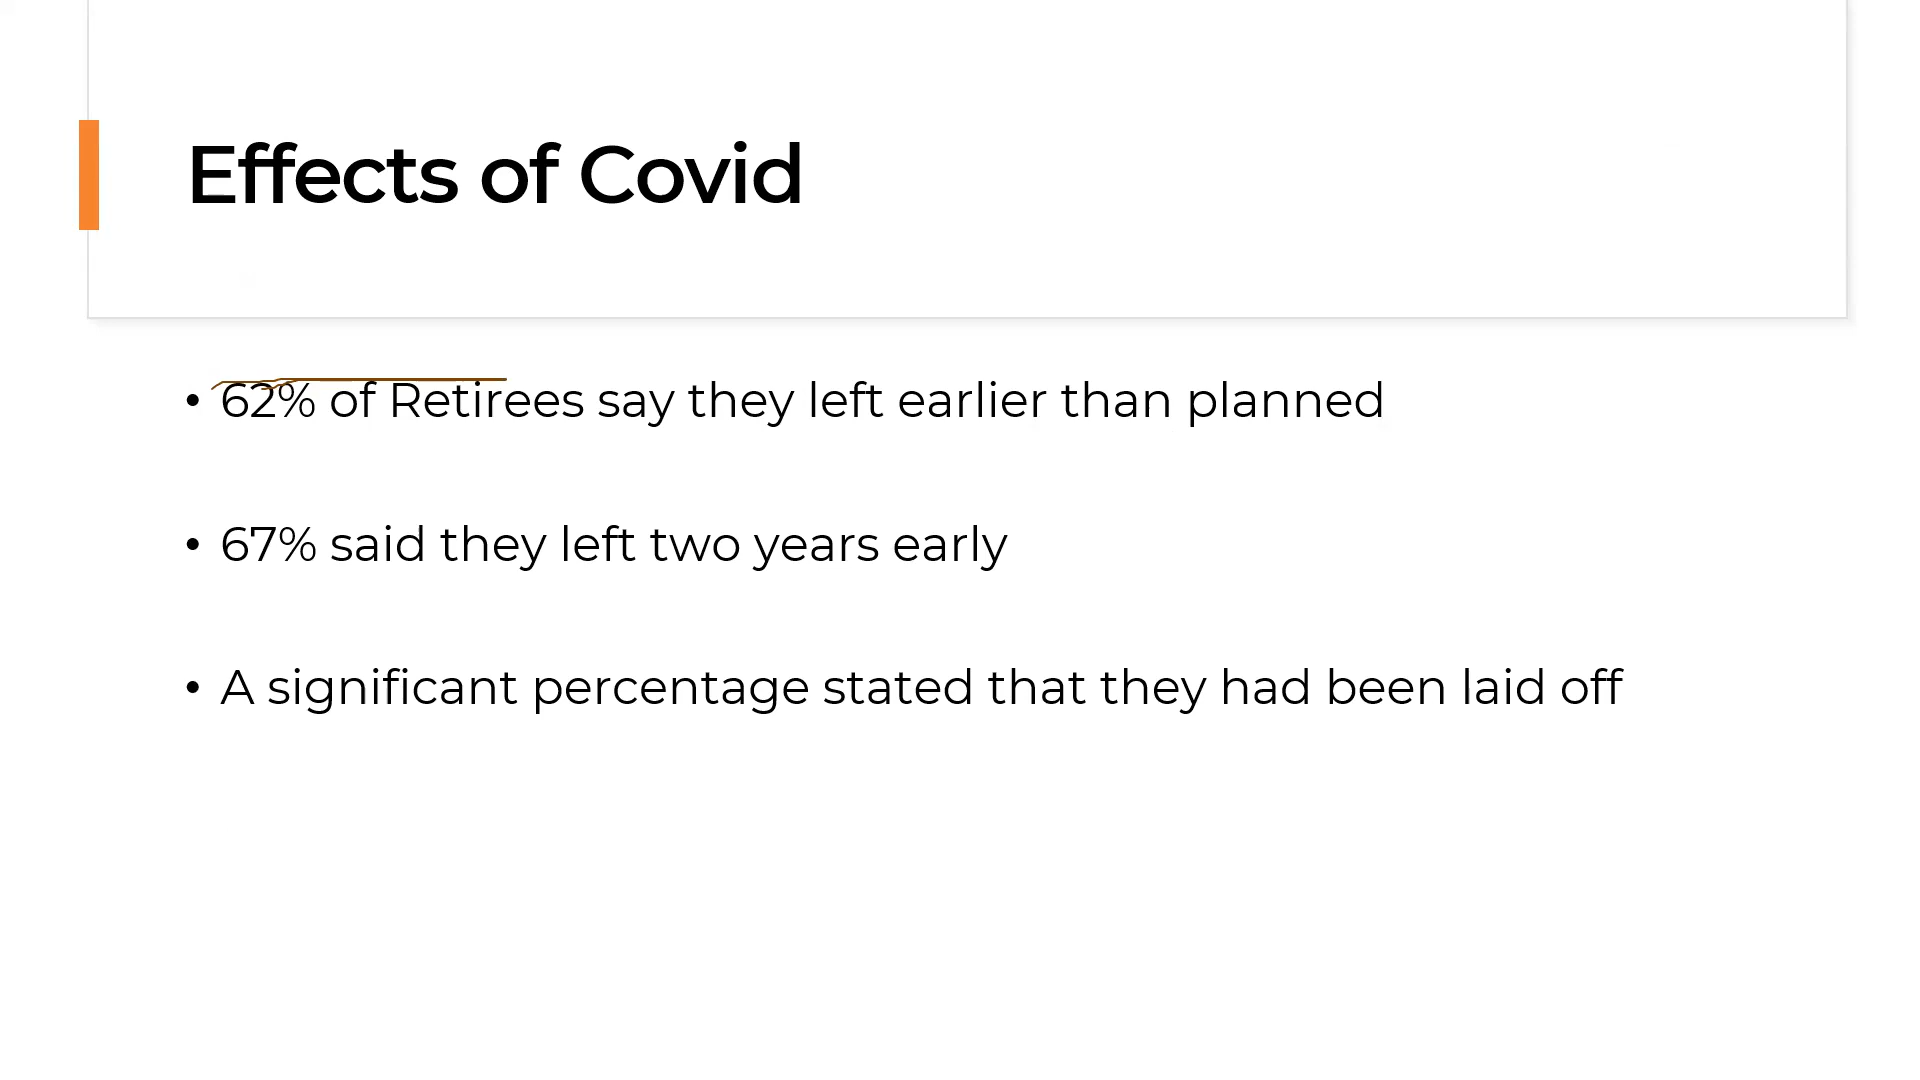 Effects of Covid
• 62% of Retirees say they left earlier than planned
• 67% said they left two years early
• A significant percentage stated that they had been laid off